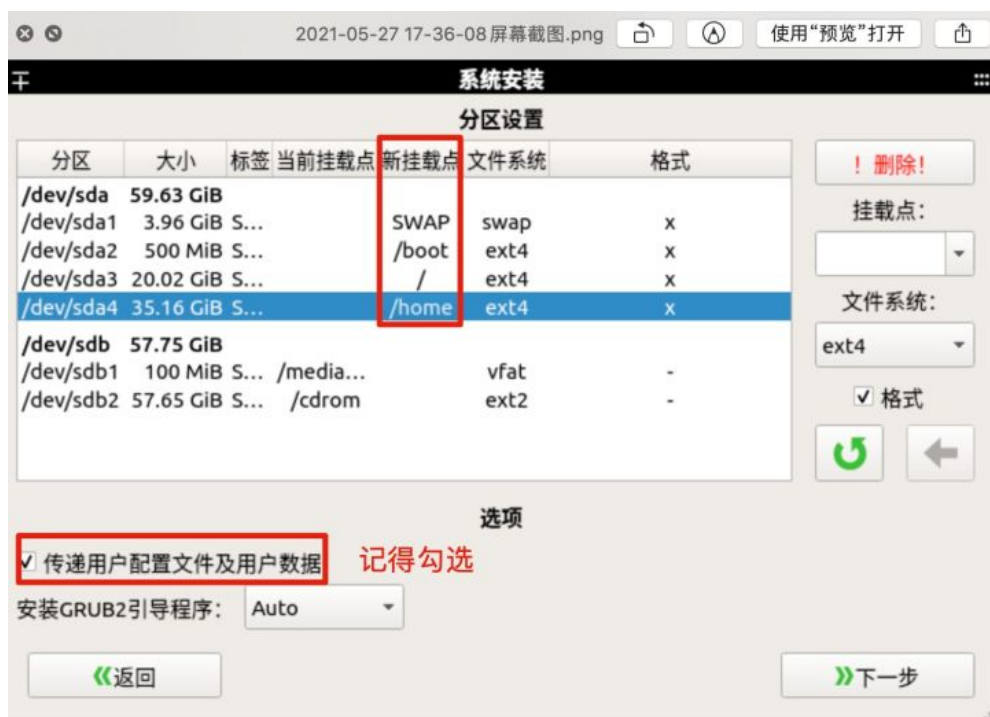 2021-05-27 17-36-08屏幕截图.png 使用“预览”打开
系统安装
分区设置
分区 大小 标签 当前挂载点 新挂载点 文件系统 格式
/dev/sda 59.63 GiB
/dev/sda1 3.96 GiB S... SWAP swap x
/dev/sda2 500 MiB S... /boot ext4 x
/dev/sda3 20.02 GiB S... / ext4 x
/dev/sda4 35.16 GiB S... /home ext4 x
/dev/sdb 57.75 GiB
/dev/sdb1 100 MiB S... /media... vfat -
/dev/sdb2 57.65 GiB S... /cdrom ext2 -
！删除!
挂载点：
文件系统：
ext4
格式
选项
传递用户配置文件及用户数据 记得勾选
安装GRUB2引导程序： Auto
返回
下一步